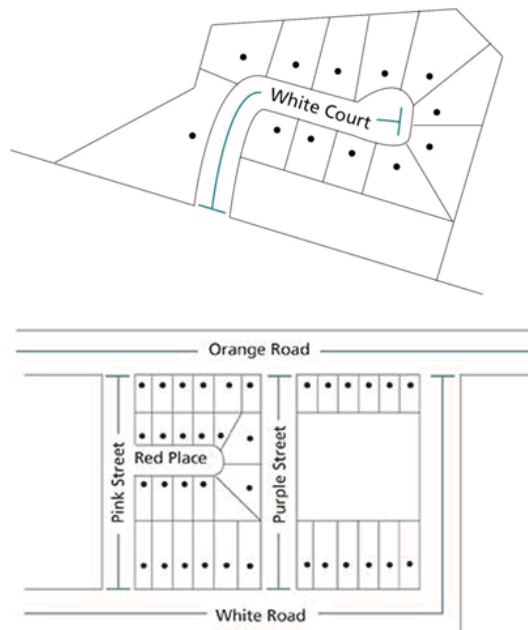 White Court
Orange Road
Pink Street
Red Place
Purple Street
White Road